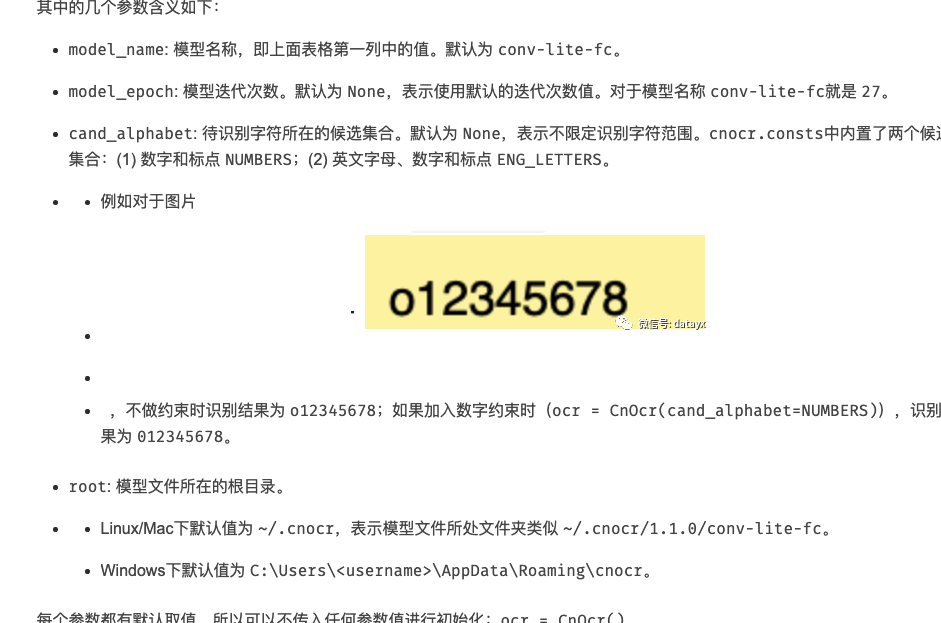 其中的几个参数含义如下：
model_name: 模型名称，即上面表格第一列中的值。默认为 conv-lite-fc。
model_epoch: 模型迭代次数。默认为 None，表示使用默认的迭代次数值。对于模型名称 conv-lite-fc就是 27。
cand_alphabet: 待识别字符所在的候选集合。默认为 None，表示不限定识别字符范围。cnocr.consts中内置了两个候选
集合：(1) 数字和标点 NUMBERS；(2) 英文字母、数字和标点 ENG_LETTERS。
例如对于图片
o12345678
微信号: datayx
，不做约束时识别结果为 o12345678；如果加入数字约束时（ocr = CnOcr(cand_alphabet=NUMBERS)），识别
果为 012345678。
root: 模型文件所在的根目录。
Linux/Mac下默认值为 ~/.cnocr，表示模型文件所处文件夹类似 ~/.cnocr/1.1.0/conv-lite-fc。
Windows下默认值为 C:\Users\<username>\AppData\Roaming\cnocr。
每个参数都有默认取值，所以可以不传入任何参数值进行初始化：ocr = CnOcr()